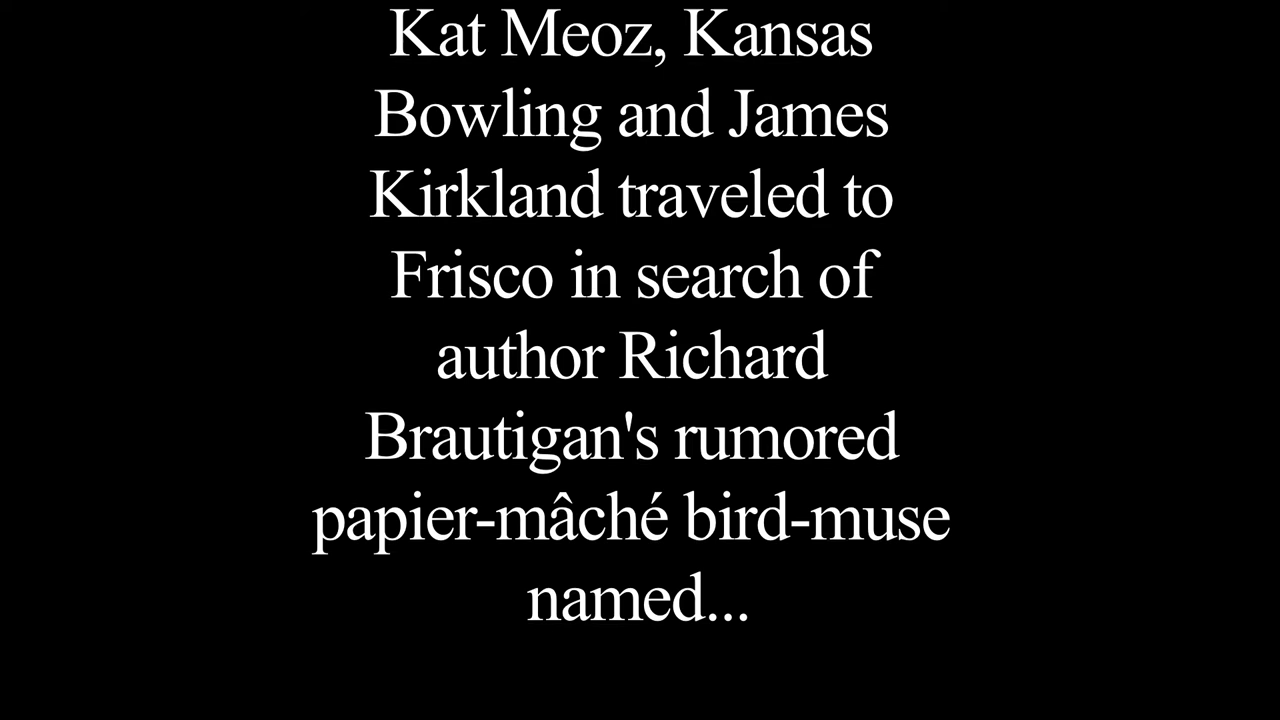 Kat Meoz, Kansas
Bowling and James
Kirkland traveled to
Frisco in search of
author Richard
Brautigan's rumored
papier-mâché bird-muse
named...